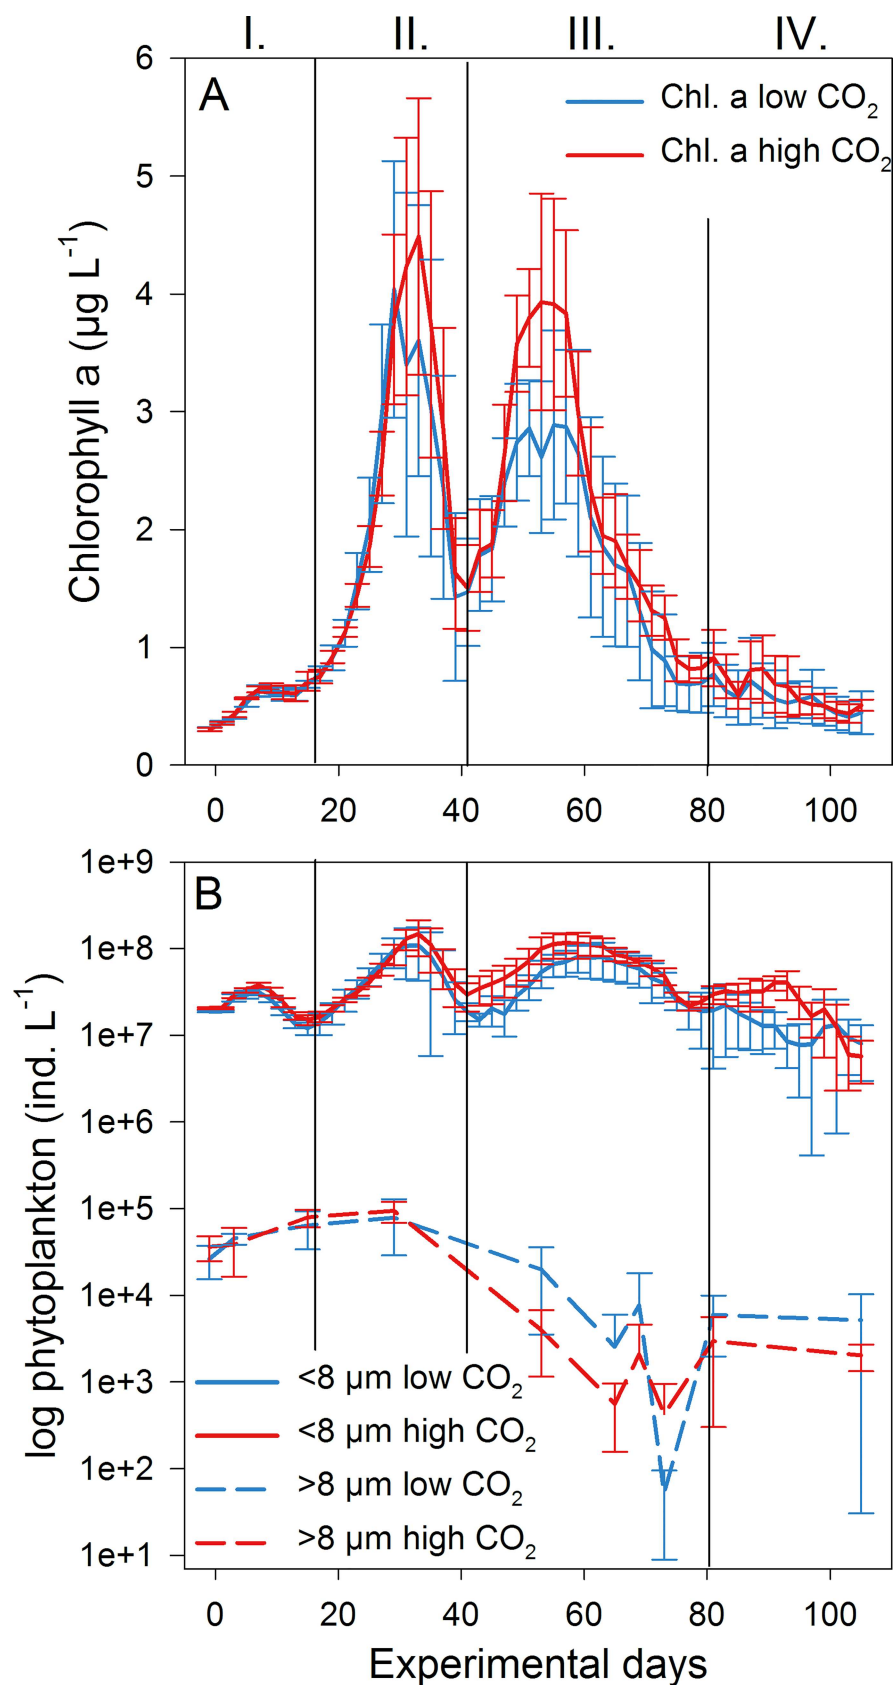 I. II. III. IV.
A
Chl. a low CO₂
Chl. a high CO₂
Chlorophyll a (µg L⁻¹)
6
5
4
3
2
1
0
0 20 40 60 80 100
B
log phytoplankton (ind. L⁻¹)
1e+9
1e+8
1e+7
1e+6
1e+5
1e+4
1e+3
1e+2
1e+1
<8 µm low CO₂
<8 µm high CO₂
>8 µm low CO₂
>8 µm high CO₂
0 20 40 60 80 100
Experimental days